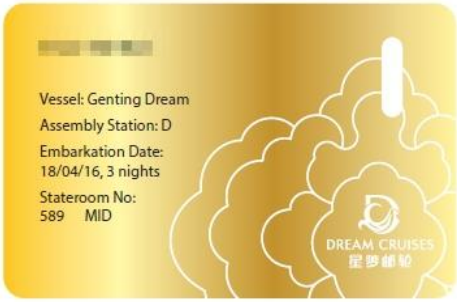 Vessel: Genting Dream
Assembly Station: D
Embarkation Date:
18/04/16, 3 nights
Stateroom No:
589 MID
DREAM CRUISES
星梦邮轮